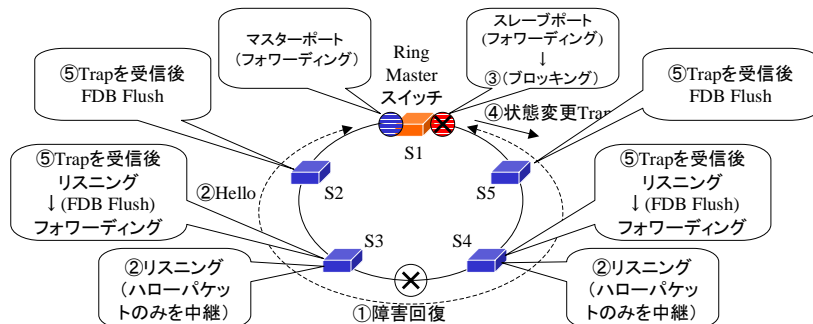 マスターポート
(フォワーディング)
Ring
Master
スイッチ
スレーブポート
(フォワーディング)
↓
③(ブロッキング)
⑤Trapを受信後
FDB Flush
⑤Trapを受信後
FDB Flush
④状態変更Trap
S1
⑤Trapを受信後
リスニング
↓(FDB Flush)
フォワーディング
②Hello
S2
S5
⑤Trapを受信後
リスニング
↓(FDB Flush)
フォワーディング
S3
S4
②リスニング
(ハローパケッ
トのみを中継)
①障害回復
②リスニング
(ハローパケッ
トのみを中継)